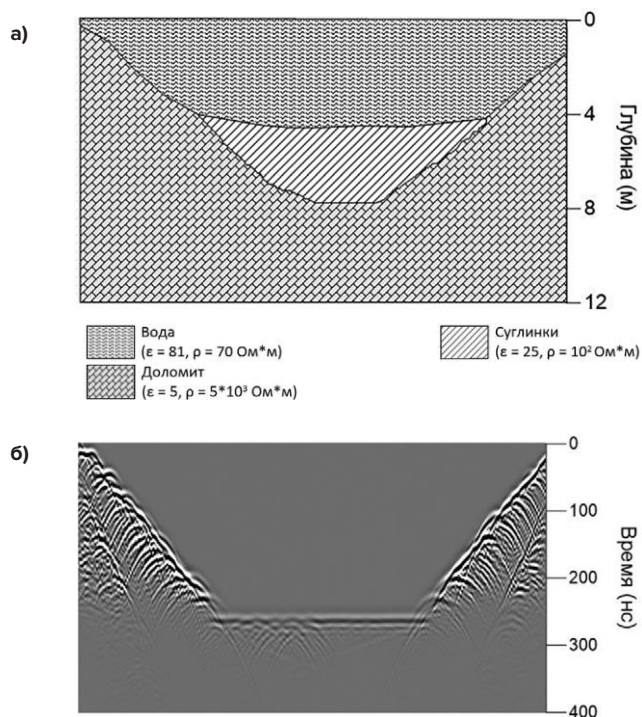 а)
0
4
8
12
Глубина (м)
Вода
(ε = 81, ρ = 70 Ом*м)
Суглинки
(ε = 25, ρ = 10² Ом*м)
Доломит
(ε = 5, ρ = 5*10³ Ом*м)
б)
0
100
200
300
400
Время (нс)